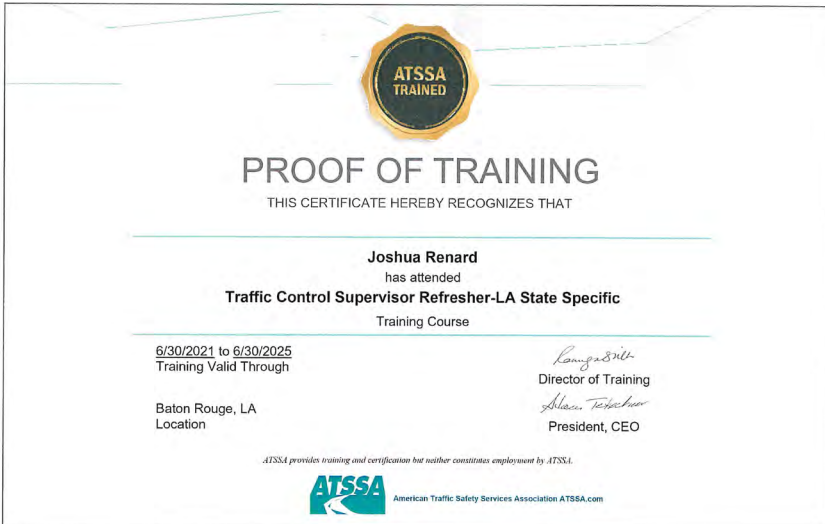 ATSSA
TRAINED
PROOF OF TRAINING
THIS CERTIFICATE HEREBY RECOGNIZES THAT
Joshua Renard
has attended
Traffic Control Supervisor Refresher-LA State Specific
Training Course
6/30/2021 to 6/30/2025
Training Valid Through
Director of Training
Baton Rouge, LA
Location
President, CEO
ATSSA provides training and certification but neither constitutes employment by ATSSA.
ATSSA
American Traffic Safety Services Association ATSSA.com